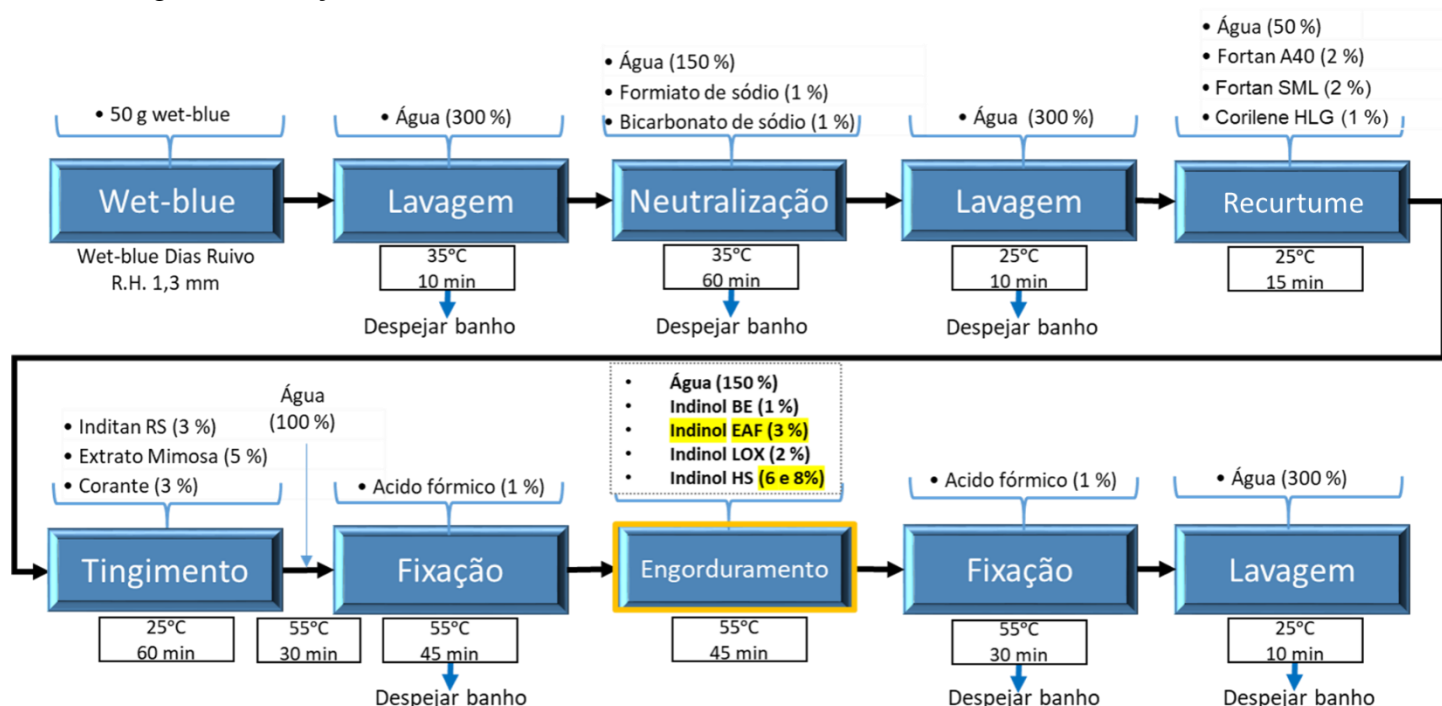 • 50 g wet-blue
Wet-blue
Wet-blue Dias Ruivo
R.H. 1,3 mm
• Água (300 %)
Lavagem
35°C
10 min
Despejar banho
• Água (150 %)
• Formiato de sódio (1 %)
• Bicarbonato de sódio (1 %)
Neutralização
35°C
60 min
Despejar banho
• Água (300 %)
Lavagem
25°C
10 min
Despejar banho
• Água (50 %)
• Fortan A40 (2 %)
• Fortan SML (2 %)
• Corilene HLG (1 %)
Recurtume
25°C
15 min
• Inditan RS (3 %)
• Extrato Mimosa (5 %)
• Corante (3 %)
Tingimento
25°C
60 min
Água
(100 %)
55°C
30 min
• Acido fórmico (1 %)
Fixação
55°C
45 min
Despejar banho
• Água (150 %)
• Indinol BE (1 %)
• Indinol EAF (3 %)
• Indinol LOX (2 %)
• Indinol HS (6 e 8%)
Engorduramento
55°C
45 min
• Acido fórmico (1 %)
Fixação
55°C
30 min
Despejar banho
• Água (300 %)
Lavagem
25°C
10 min
Despejar banho